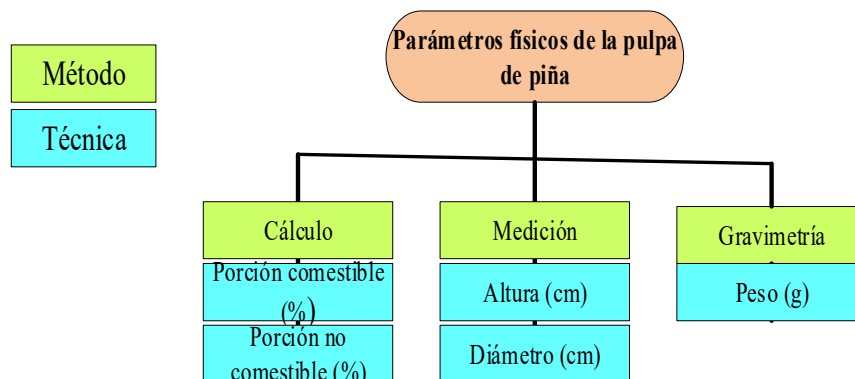 Parámetros físicos de la pulpa
de piña
Método
Técnica
Cálculo
Porción comestible
(%)
Porción no
comestible (%)
Medición
Altura (cm)
Diámetro (cm)
Gravimetría
Peso (g)